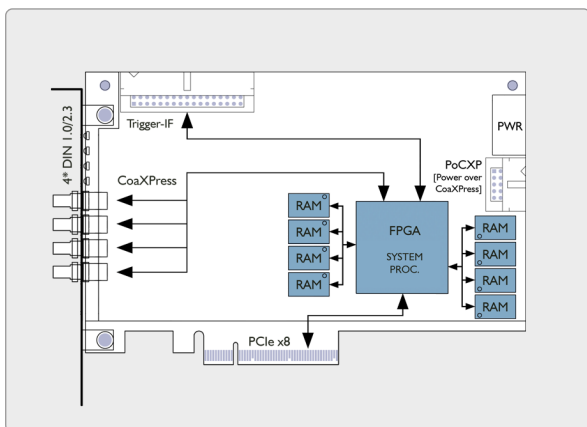 Trigger-IF
PWR
4* DIN 1.0/2.3
CoaXPress
PoCXP
[Power over
CoaXPress]
RAM
RAM
RAM
RAM
FPGA
SYSTEM
PROC.
RAM
RAM
RAM
RAM
PCIe x8